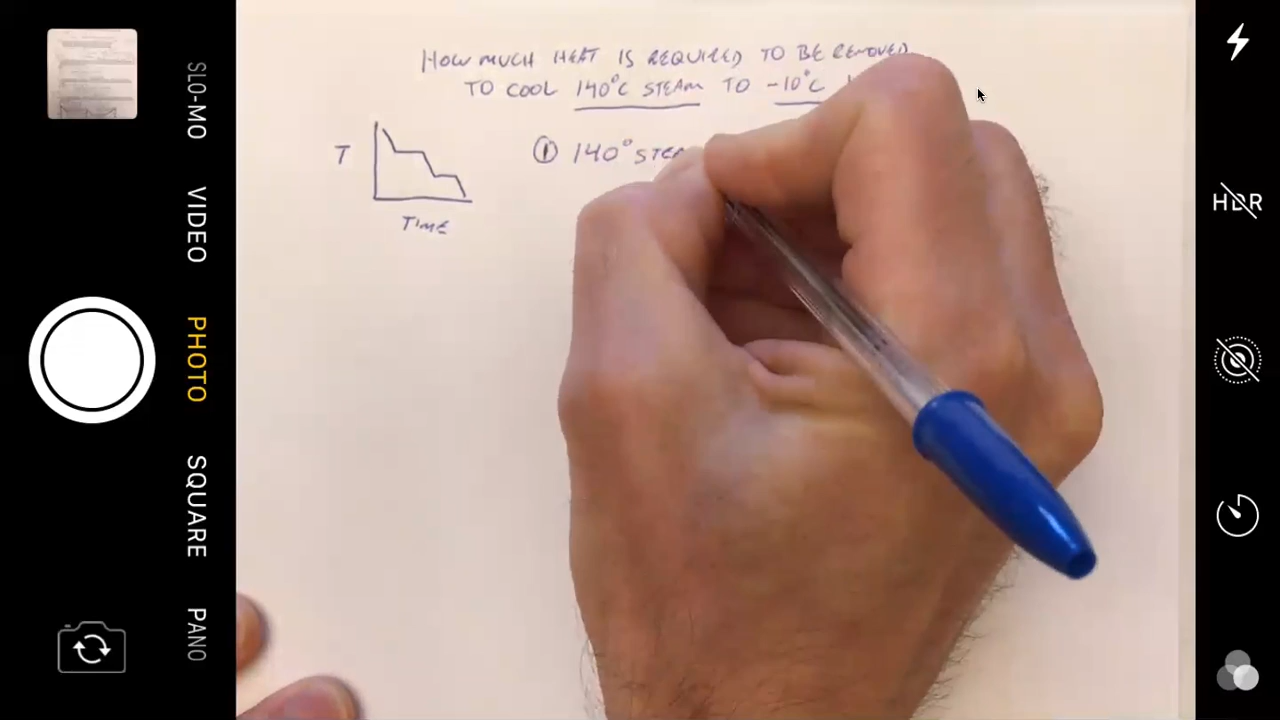 HOW MUCH HEAT IS REQUIRED TO BE REMOVED
TO COOL 140°C STEAM TO -10°C
T
TIME
① 140° STEA
SLO-MO
VIDEO
PHOTO
SQUARE
PANO
HDR